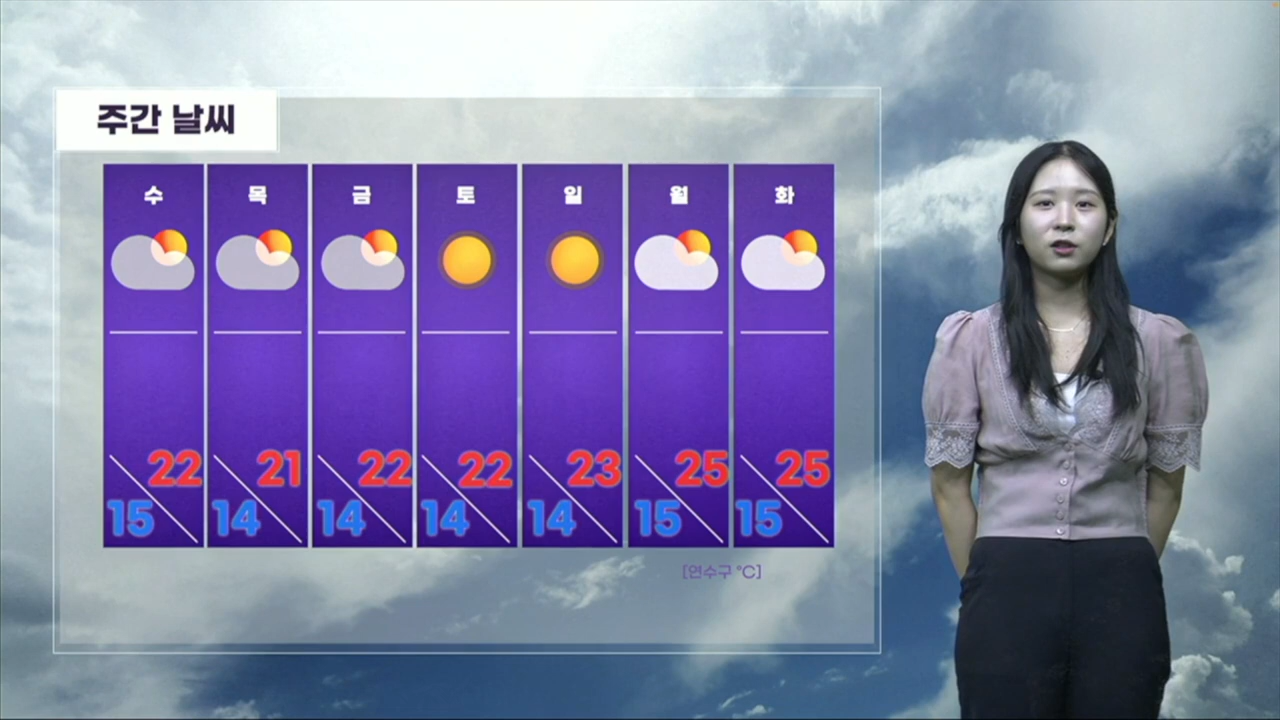 주간 날씨
수 목 금 토 일 월 화
22 21 22 22 23 25 25
15 14 14 14 14 15 15
[연수구 ℃]